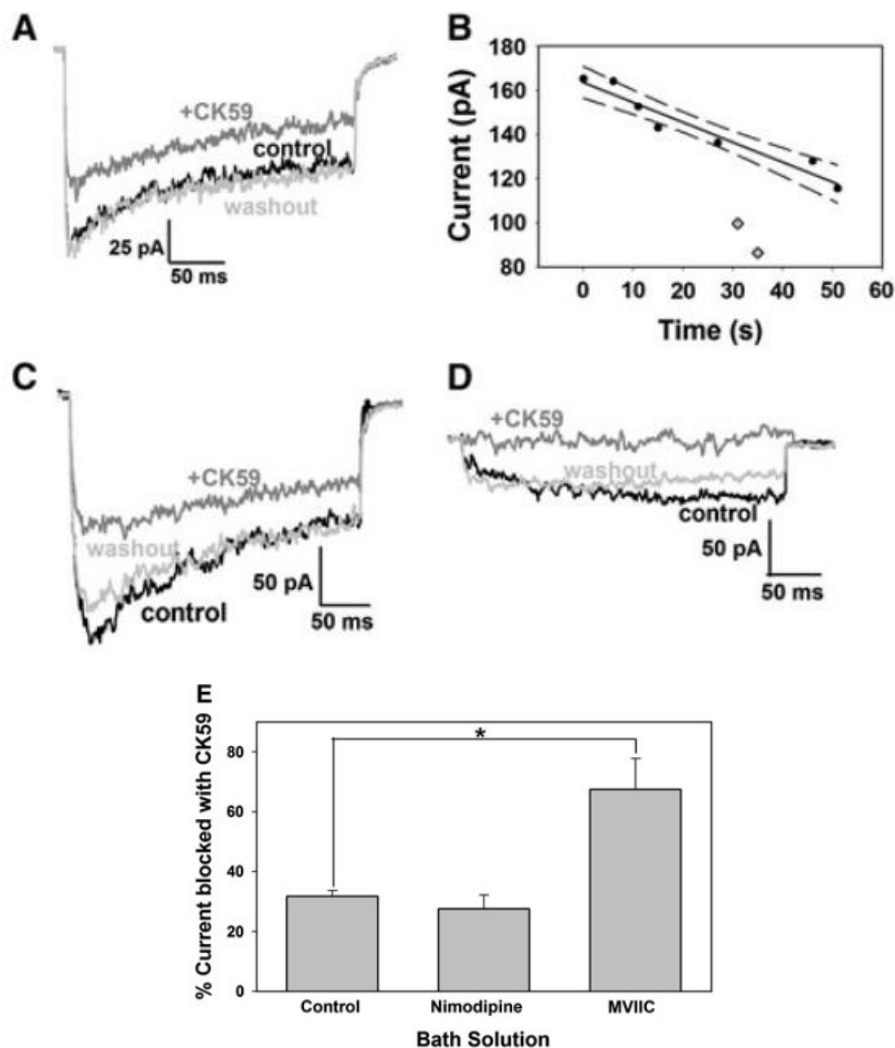 A
+CK59
control
washout
25 pA
50 ms
B
Current (pA)
180
160
140
120
100
80
0 10 20 30 40 50 60
Time (s)
C
+CK59
washout
control
50 pA
50 ms
D
+CK59
washout
control
50 pA
50 ms
E
% Current blocked with CK59
80
60
40
20
0
*
Control Nimodipine MVIIC
Bath Solution